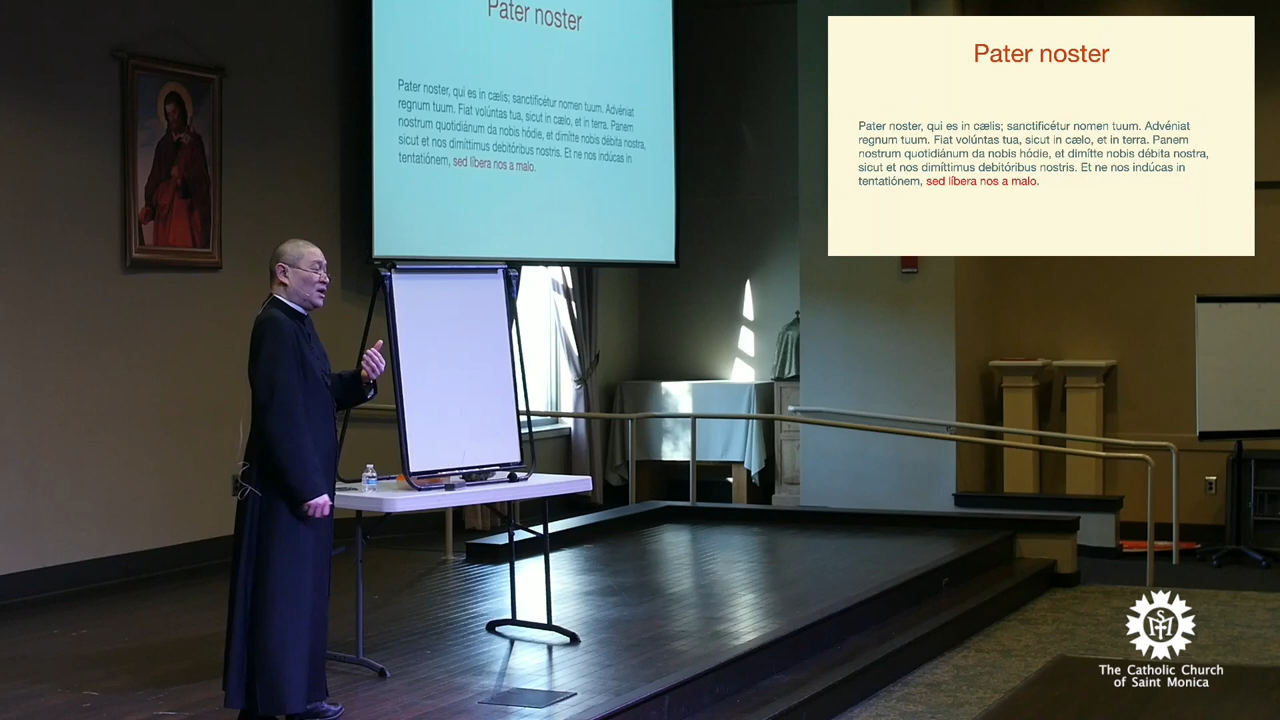 Pater noster
Pater noster, qui es in cælis; sanctificétur nomen tuum. Advéniat
regnum tuum. Fiat volúntas tua, sicut in cælo, et in terra. Panem
nostrum quotidiánum da nobis hódie, et dimítte nobis débita nostra,
sicut et nos dimíttimus debitóribus nostris. Et ne nos indúcas in
tentatiónem, sed líbera nos a malo.
Pater noster
Pater noster, qui es in cælis; sanctificétur nomen tuum. Advéniat
regnum tuum. Fiat volúntas tua, sicut in cælo, et in terra. Panem
nostrum quotidiánum da nobis hódie, et dimítte nobis débita nostra,
sicut et nos dimíttimus debitóribus nostris. Et ne nos indúcas in
tentatiónem, sed líbera nos a malo.
The Catholic Church
of Saint Monica